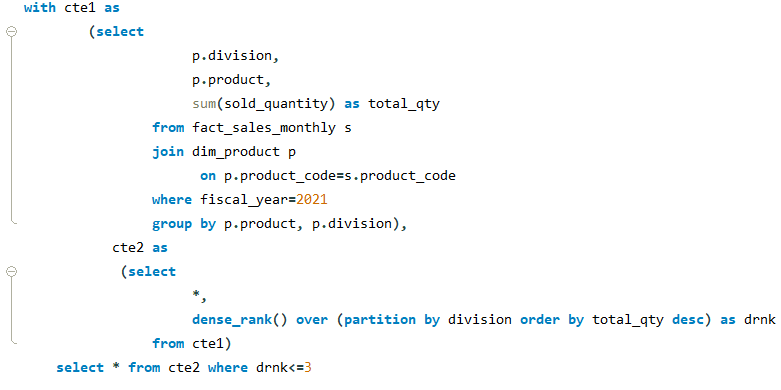 with cte1 as
(select
p.division,
p.product,
sum(sold_quantity) as total_qty
from fact_sales_monthly s
join dim_product p
on p.product_code=s.product_code
where fiscal_year=2021
group by p.product, p.division),
cte2 as
(select
*,
dense_rank() over (partition by division order by total_qty desc) as drnk
from cte1)
select * from cte2 where drnk<=3